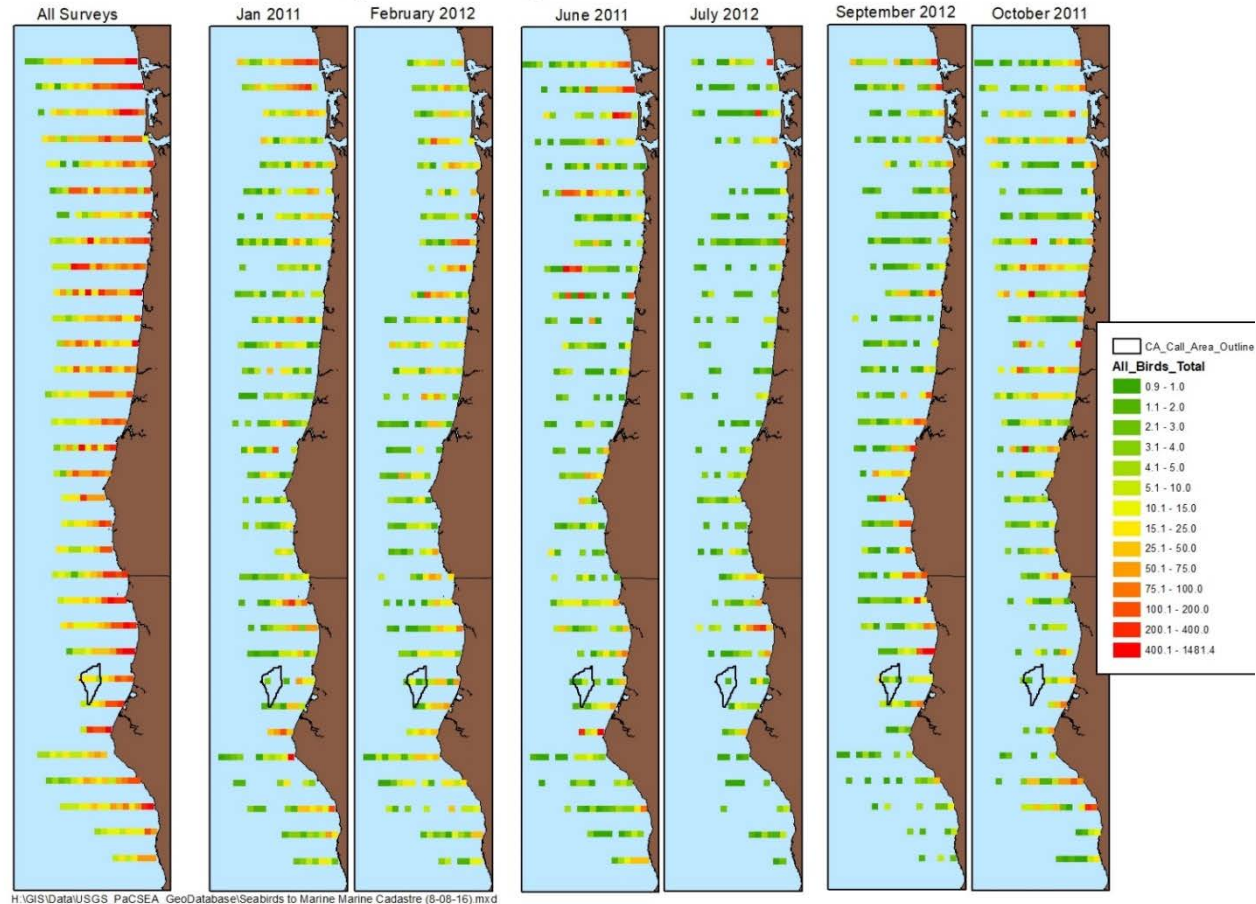 All Surveys
Jan 2011
February 2012
June 2011
July 2012
September 2012
October 2011
CA_Call_Area_Outline
All_Birds_Total
0.9 - 1.0
1.1 - 2.0
2.1 - 3.0
3.1 - 4.0
4.1 - 5.0
5.1 - 10.0
10.1 - 15.0
15.1 - 25.0
25.1 - 50.0
50.1 - 75.0
75.1 - 100.0
100.1 - 200.0
200.1 - 400.0
400.1 - 1481.4
H:\GIS\Data\USGS_PaCSEA_GeoDatabase\Seabirds to Marine Marine Cadastre (8-08-16).mxd